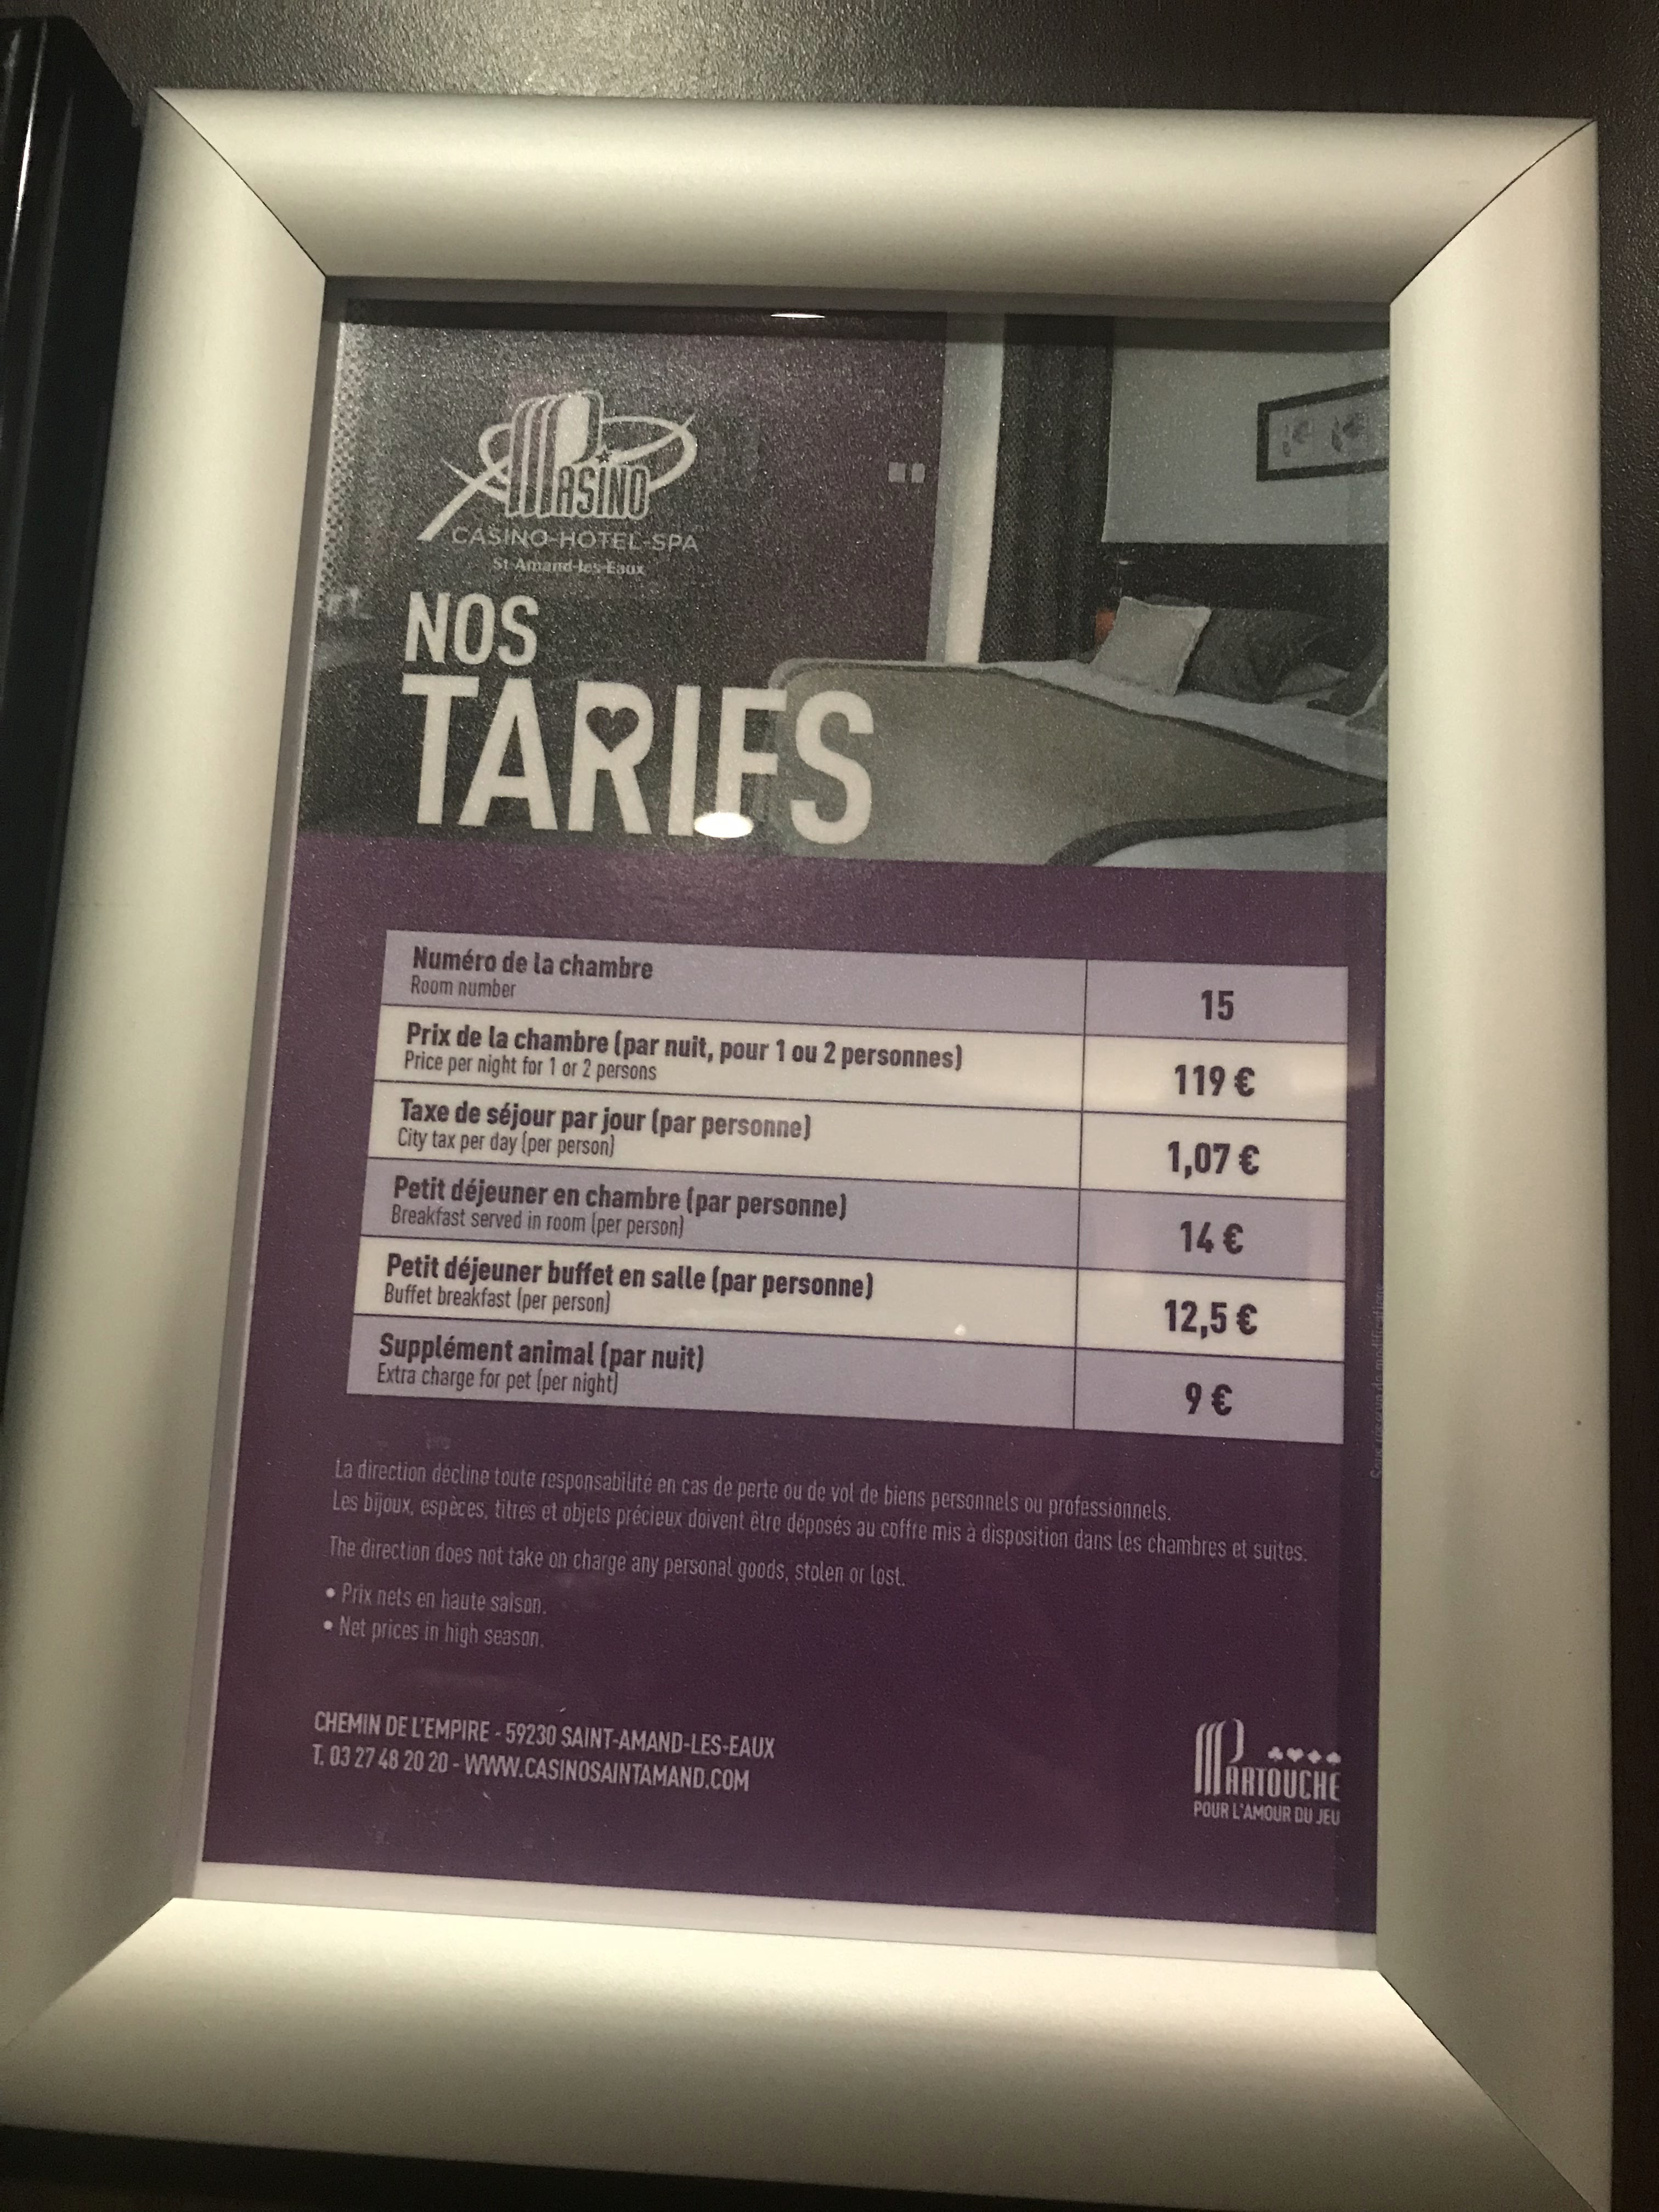 PASINO
CASINO-HOTEL-SPA
St-Amand-les-Eaux
NOS
TARIFS
Numéro de la chambre
Room number
15
Prix de la chambre (par nuit, pour 1 ou 2 personnes)
Price per night for 1 or 2 persons
119 €
Taxe de séjour par jour (par personne)
City tax per day (per person)
1,07 €
Petit déjeuner en chambre (par personne)
Breakfast served in room (per person)
14 €
Petit déjeuner buffet en salle (par personne)
Buffet breakfast (per person)
12,5 €
Supplément animal (par nuit)
Extra charge for pet (per night)
9 €
Sous réserve de modifications
La direction décline toute responsabilité en cas de perte ou de vol de biens personnels ou professionnels.
Les bijoux, espèces, titres et objets précieux doivent être déposés au coffre mis à disposition dans les chambres et suites.
The direction does not take on charge any personal goods, stolen or lost.
• Prix nets en haute saison.
• Net prices in high season.
CHEMIN DE L'EMPIRE - 59230 SAINT-AMAND-LES-EAUX
T. 03 27 48 20 20 - WWW.CASINOSAINTAMAND.COM
PARTOUCHE
POUR L'AMOUR DU JEU